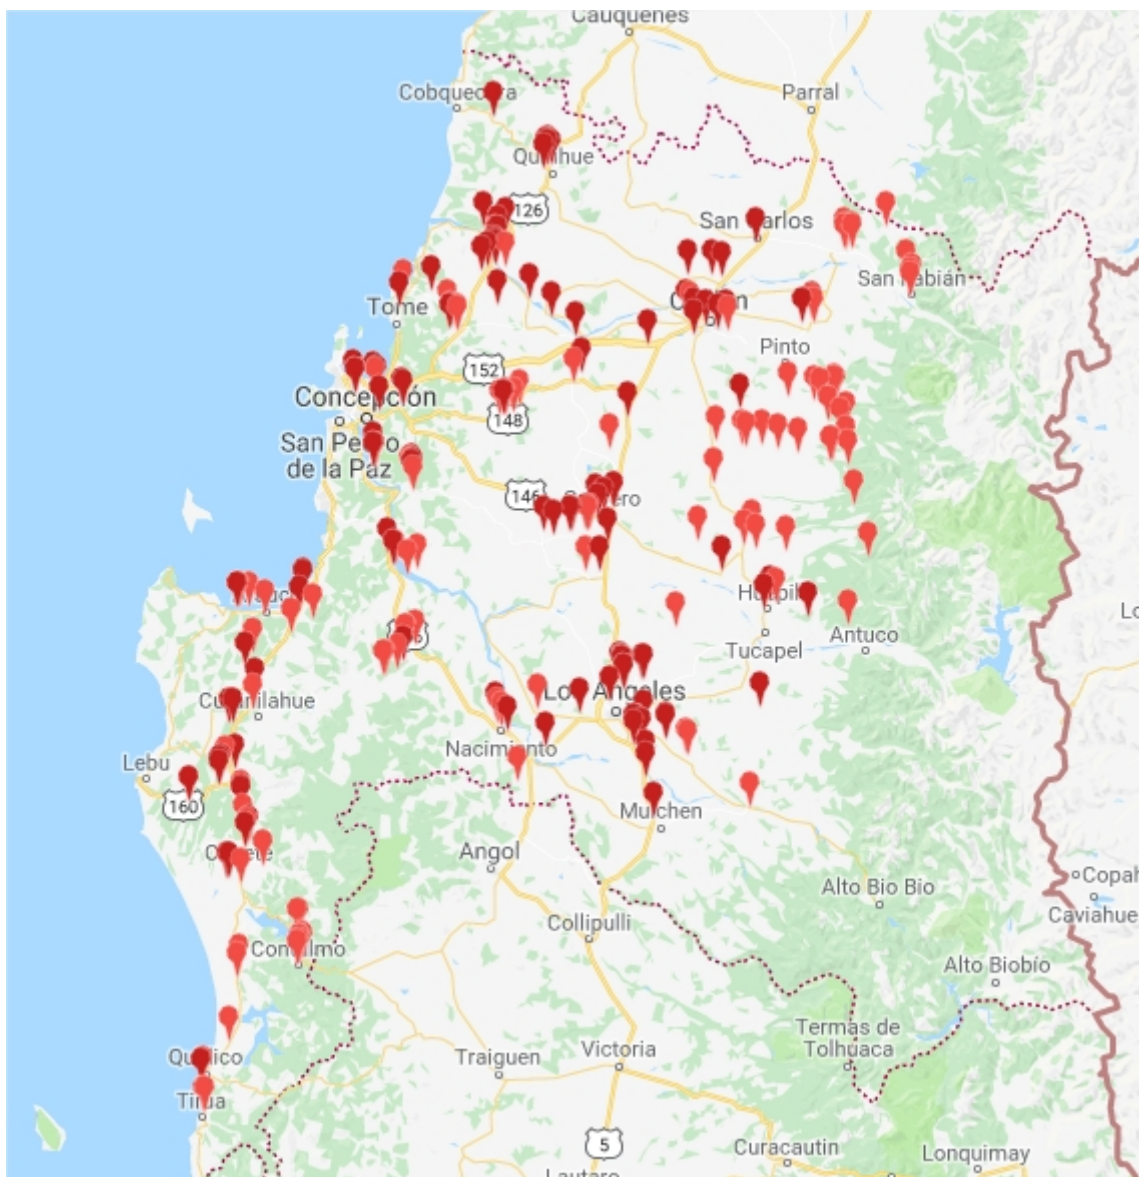 Cauquenes
Cobquecura
Parral
Quirihue
126
San Carlos
San Fabián
Tome
Pinto
152
Concepción
148
San Pedro
de la Paz
146
Antuco
Tucapel
Los Angeles
Nacimiento
Lebu
160
Mulchen
Angol
Alto Bio Bio
Copah
Caviahue
Collipulli
Contulmo
Alto Biobío
Termas de
Tolhuaca
Quidico
Traiguen
Victoria
Tirua
5
Curacautin
Lonquimay
Lautaro